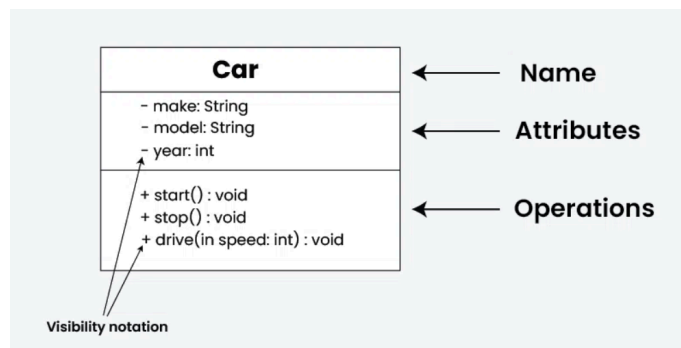 Car
Name
- make: String
- model: String
- year: int
Attributes
+ start() : void
+ stop() : void
+ drive(in speed: int) : void
Operations
Visibility notation